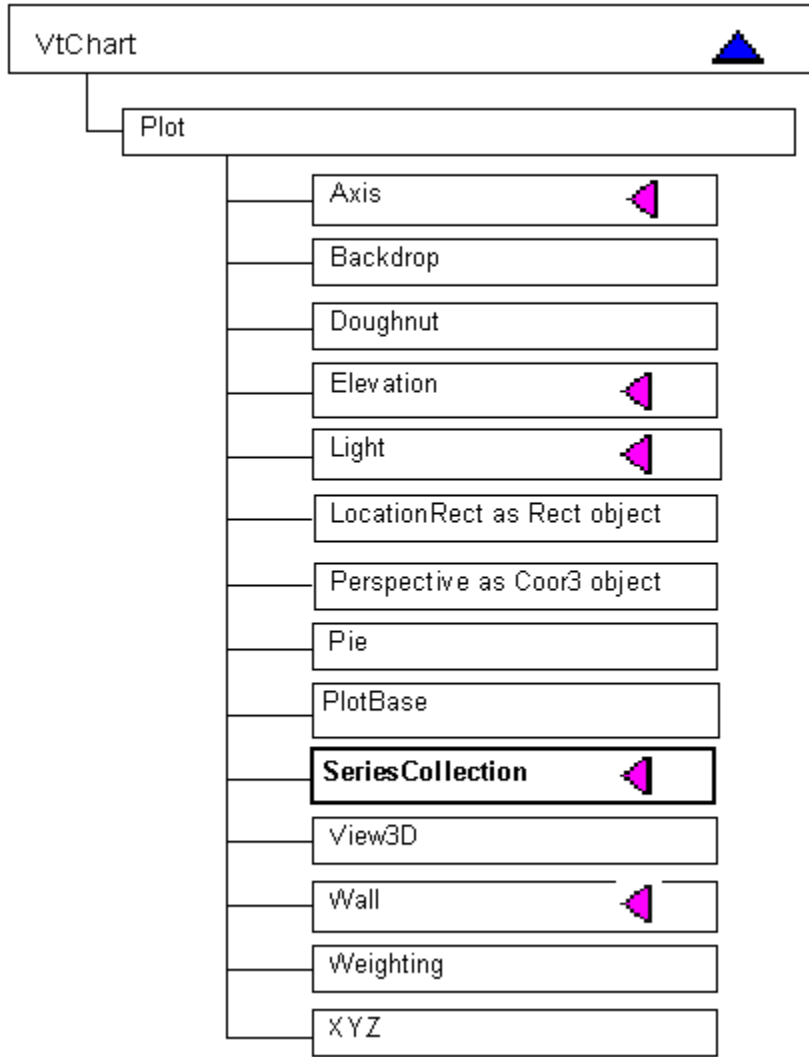 VtChart
Plot
Axis
Backdrop
Doughnut
Elevation
Light
LocationRect as Rect object
Perspective as Coor3 object
Pie
PlotBase
SeriesCollection
View3D
Wall
Weighting
XYZ